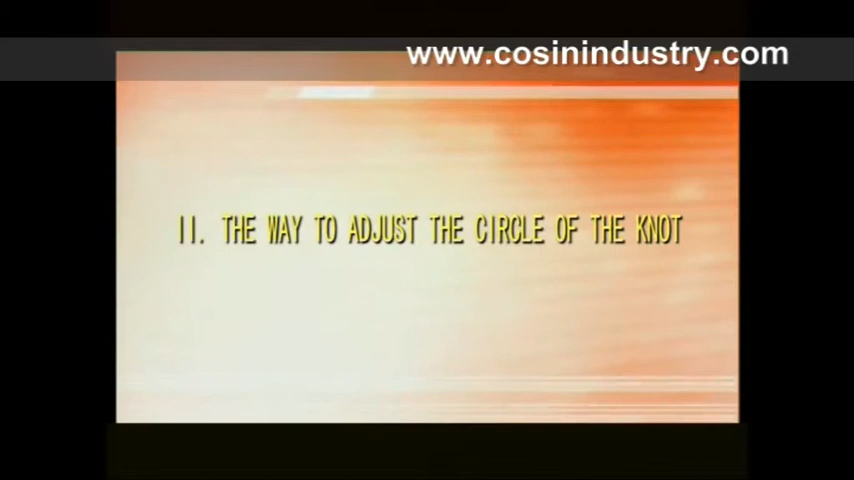 www.cosinindustry.com
II. THE WAY TO ADJUST THE CIRCLE OF THE KNOT